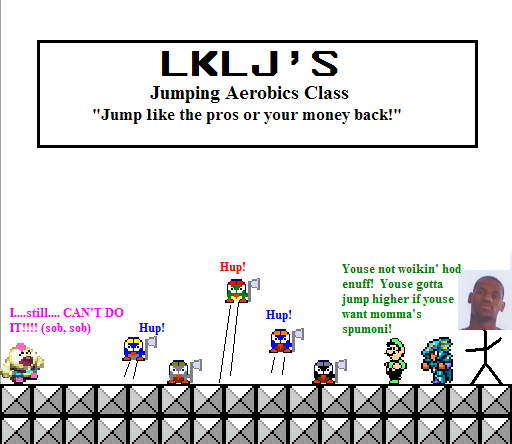 LKLJ'S
Jumping Aerobics Class
"Jump like the pros or your money back!"
Hup!
Youse not woikin' hod
enuff!  Youse gotta
jump higher if youse
want momma's
spumoni!
I....still.... CAN'T DO
IT!!!! (sob, sob)
Hup!
Hup!